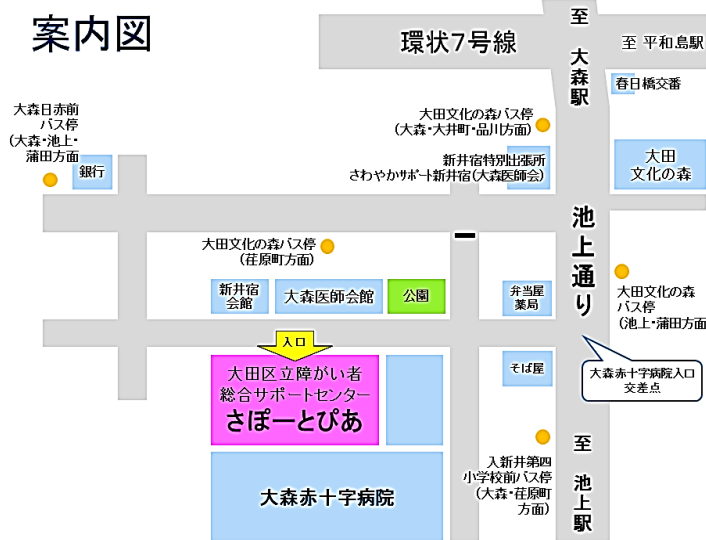 案内図
環状7号線
至 大森駅
至 平和島駅
春日橋交番
大森日赤前
バス停
(大森・池上・
蒲田方面
銀行
大田文化の森バス停
(大森・大井町・品川方面)
新井宿特別出張所
さわやかサポート新井宿(大森医師会)
大田
文化の森
池上通り
大田文化の森バス停
(荏原町方面)
新井宿
会館
大森医師会館
公園
弁当屋
薬局
大田文化の森
バス停
(池上・蒲田方面
入口
大田区立障がい者
総合サポートセンター
さぽーとぴあ
そば屋
大森赤十字病院入口
交差点
大森赤十字病院
入新井第四
小学校前バス停
(大森・荏原町
方面)
至 池上駅